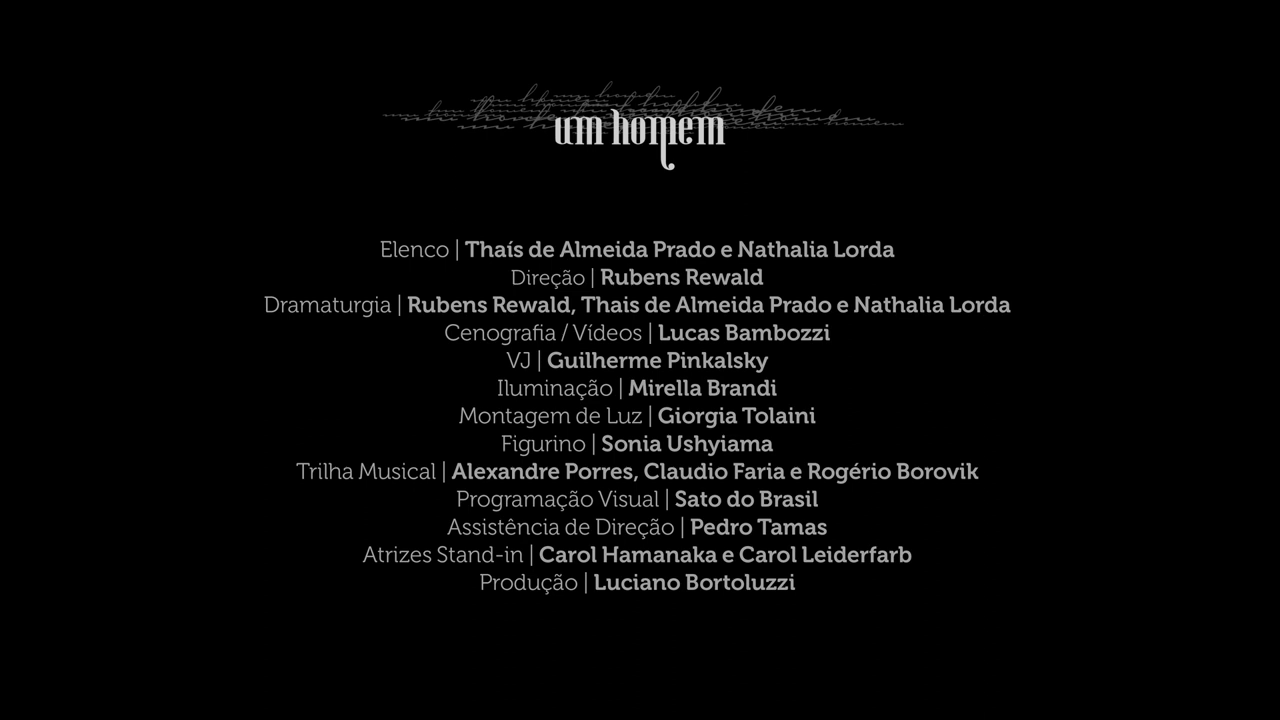 um homem
Elenco | Thaís de Almeida Prado e Nathalia Lorda
Direção | Rubens Rewald
Dramaturgia | Rubens Rewald, Thais de Almeida Prado e Nathalia Lorda
Cenografia / Vídeos | Lucas Bambozzi
VJ | Guilherme Pinkalsky
Iluminação | Mirella Brandi
Montagem de Luz | Giorgia Tolaini
Figurino | Sonia Ushyiama
Trilha Musical | Alexandre Porres, Claudio Faria e Rogério Borovik
Programação Visual | Sato do Brasil
Assistência de Direção | Pedro Tamas
Atrizes Stand-in | Carol Hamanaka e Carol Leiderfarb
Produção | Luciano Bortoluzzi